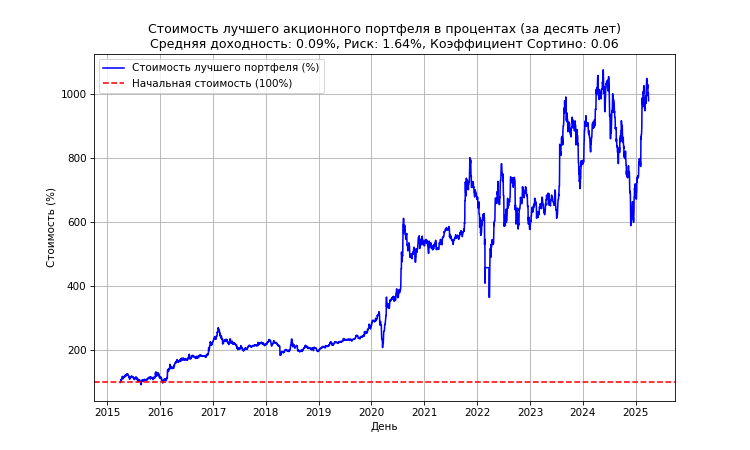 Стоимость лучшего акционного портфеля в процентах (за десять лет)
Средняя доходность: 0.09%, Риск: 1.64%, Коэффициент Сортино: 0.06
Стоимость лучшего портфеля (%)
Начальная стоимость (100%)
Стоимость (%)
1000
800
600
400
200
2015 2016 2017 2018 2019 2020 2021 2022 2023 2024 2025
День